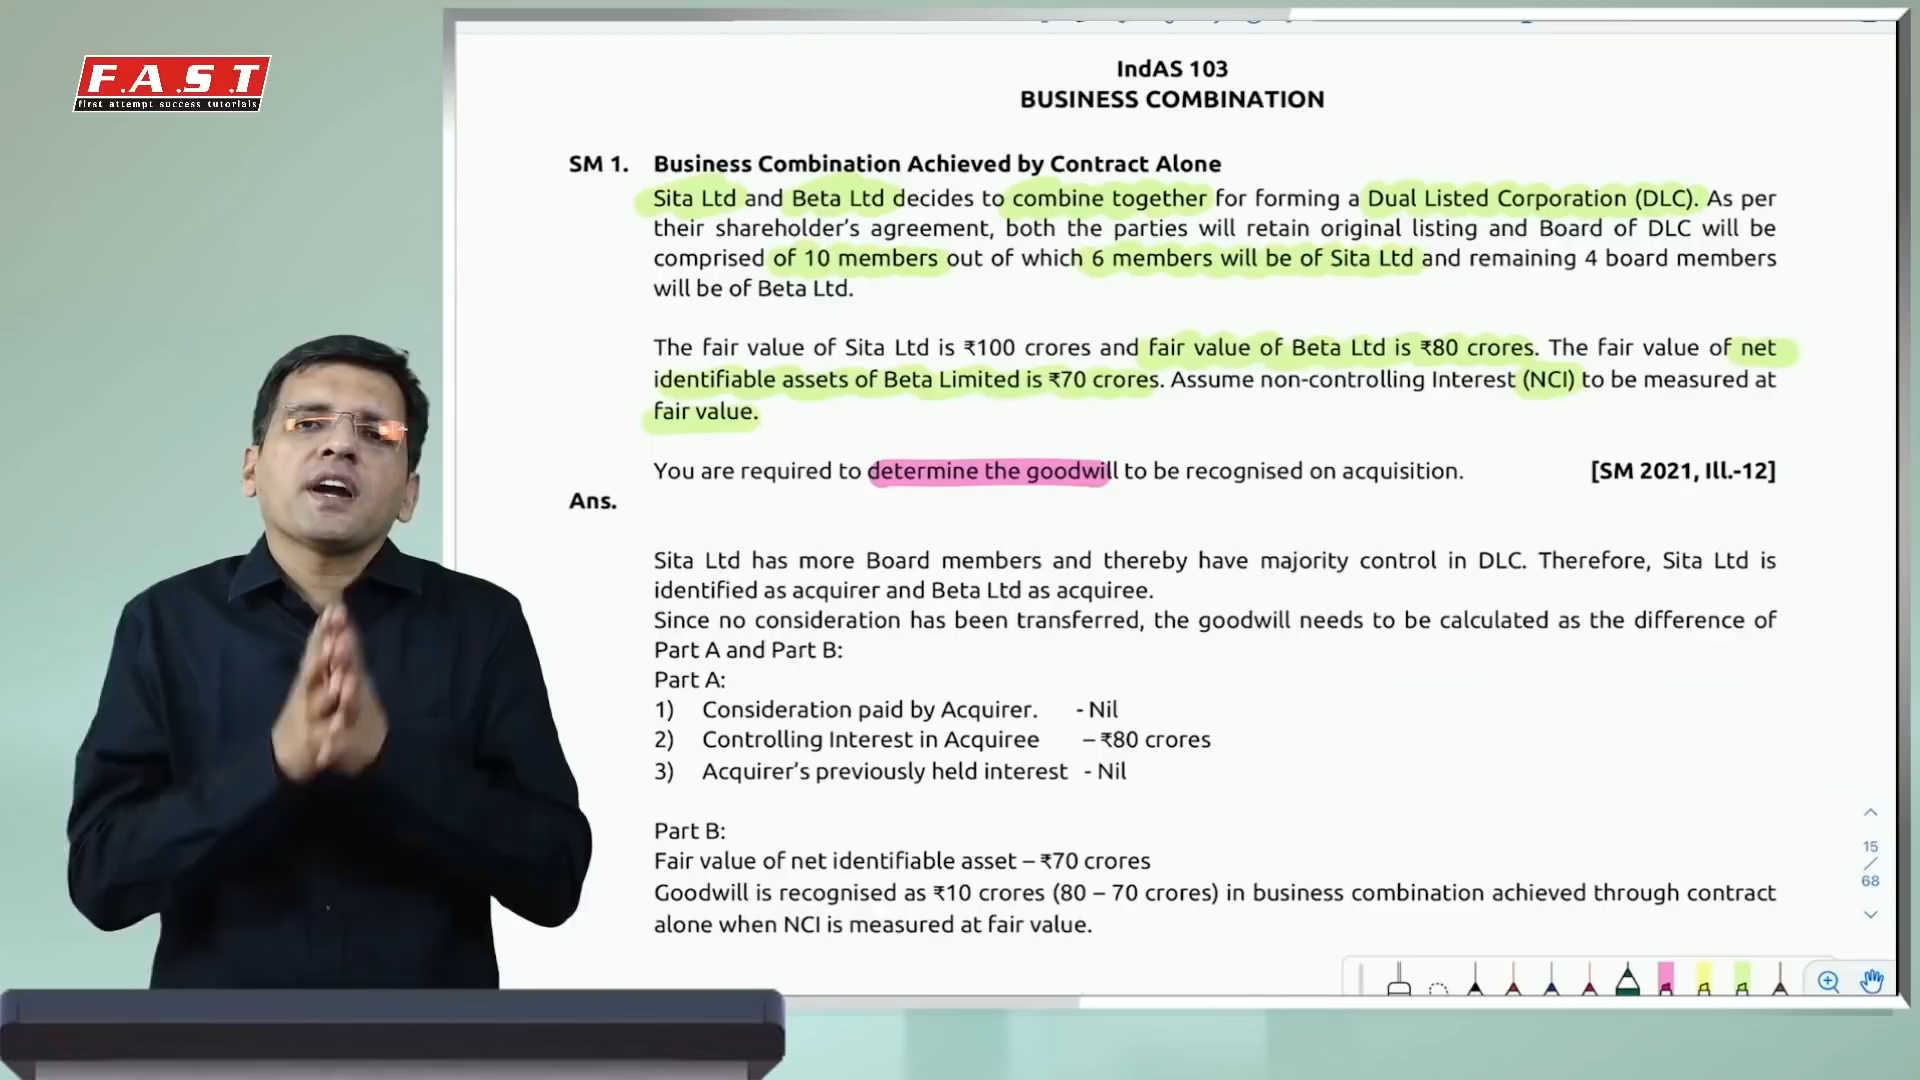 F.A.S.T
first attempt success tutorials
IndAS 103
BUSINESS COMBINATION
SM 1. Business Combination Achieved by Contract Alone
Sita Ltd and Beta Ltd decides to combine together for forming a Dual Listed Corporation (DLC). As per
their shareholder's agreement, both the parties will retain original listing and Board of DLC will be
comprised of 10 members out of which 6 members will be of Sita Ltd and remaining 4 board members
will be of Beta Ltd.
The fair value of Sita Ltd is ₹100 crores and fair value of Beta Ltd is ₹80 crores. The fair value of net
identifiable assets of Beta Limited is ₹70 crores. Assume non-controlling Interest (NCI) to be measured at
fair value.
You are required to determine the goodwill to be recognised on acquisition. [SM 2021, Ill.-12]
Ans.
Sita Ltd has more Board members and thereby have majority control in DLC. Therefore, Sita Ltd is
identified as acquirer and Beta Ltd as acquiree.
Since no consideration has been transferred, the goodwill needs to be calculated as the difference of
Part A and Part B:
Part A:
1) Consideration paid by Acquirer. - Nil
2) Controlling Interest in Acquiree – ₹80 crores
3) Acquirer's previously held interest - Nil
Part B:
Fair value of net identifiable asset – ₹70 crores
Goodwill is recognised as ₹10 crores (80 – 70 crores) in business combination achieved through contract
alone when NCI is measured at fair value.
15
/
68